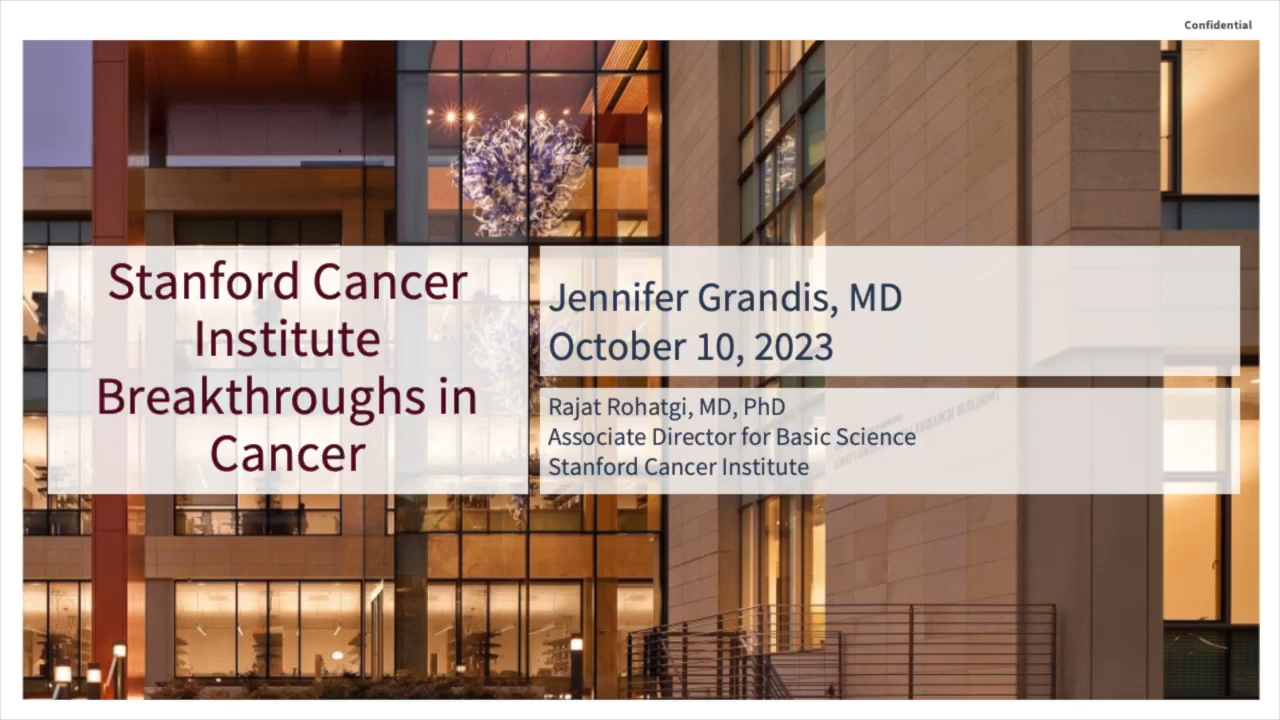 Confidential
Stanford Cancer
Institute
Breakthroughs in
Cancer
Jennifer Grandis, MD
October 10, 2023
Rajat Rohatgi, MD, PhD
Associate Director for Basic Science
Stanford Cancer Institute